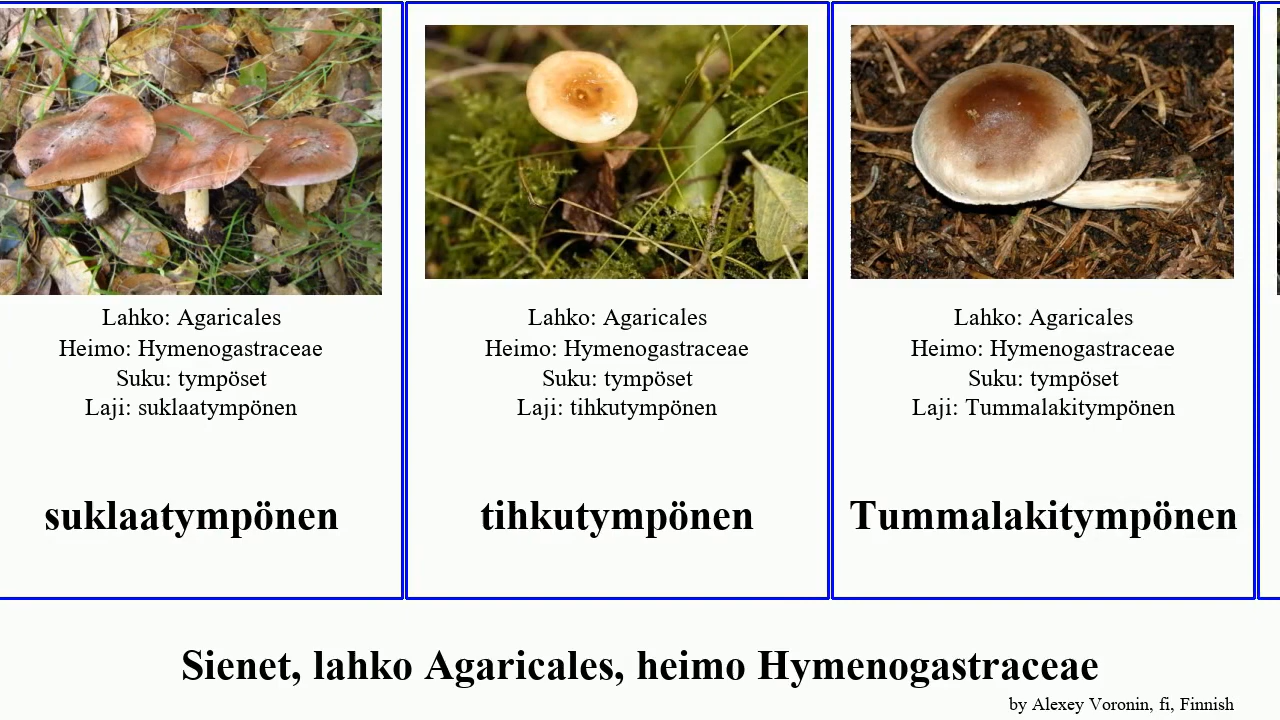 Lahko: Agaricales
Heimo: Hymenogastraceae
Suku: tympöset
Laji: suklaatympönen
suklaatympönen
Lahko: Agaricales
Heimo: Hymenogastraceae
Suku: tympöset
Laji: tihkutympönen
tihkutympönen
Lahko: Agaricales
Heimo: Hymenogastraceae
Suku: tympöset
Laji: Tummalakitympönen
Tummalakitympönen
Sienet, lahko Agaricales, heimo Hymenogastraceae
by Alexey Voronin, fi, Finnish